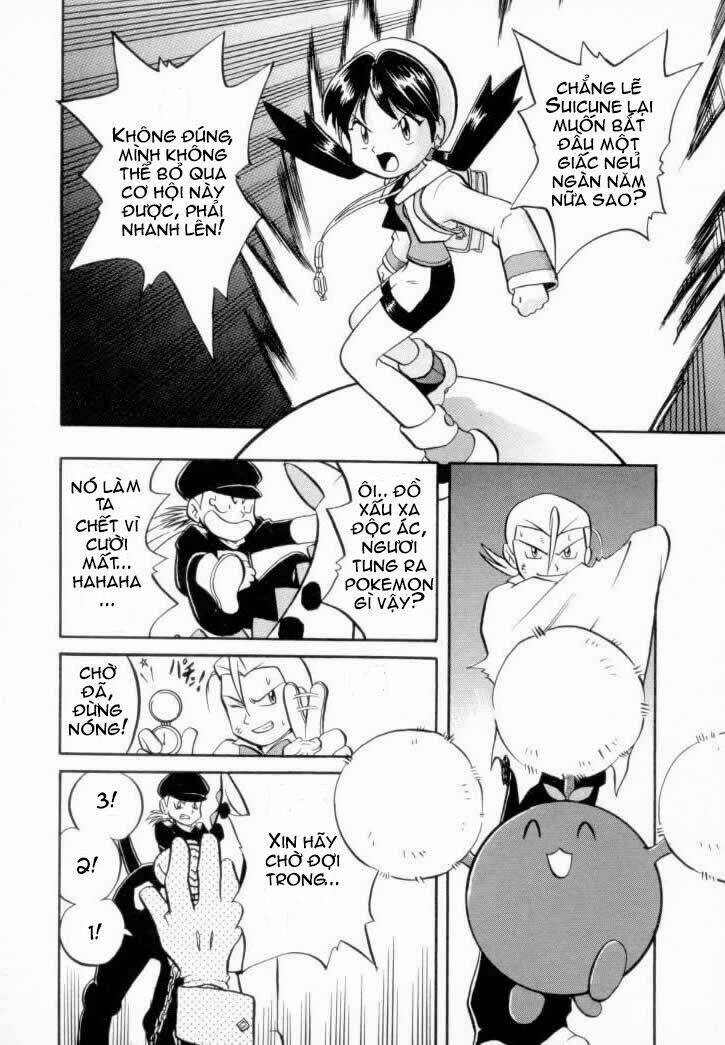 CHẲNG LẼ
SUICUNE LẠI
MUỐN BẮT
ĐẦU MỘT
GIẤC NGỦ
NGÀN NĂM
NỮA SAO?
KHÔNG ĐÚNG,
MÌNH KHÔNG
THỂ BỎ QUA
CƠ HỘI NÀY
ĐƯỢC, PHẢI
NHANH LÊN!
ÔI.. ĐỒ
XẤU XA
ĐỘC ÁC,
NGƯƠI
TUNG RA
POKEMON
GÌ VẬY?
NÓ LÀM
TA
CHẾT VÌ
CƯỜI
MẤT...
HAHAHA
...
パチッ!!
CHỜ
ĐÃ,
ĐỪNG
NÓNG!
XIN HÃY
CHỜ ĐỢI
TRONG...
3!
2!
1!